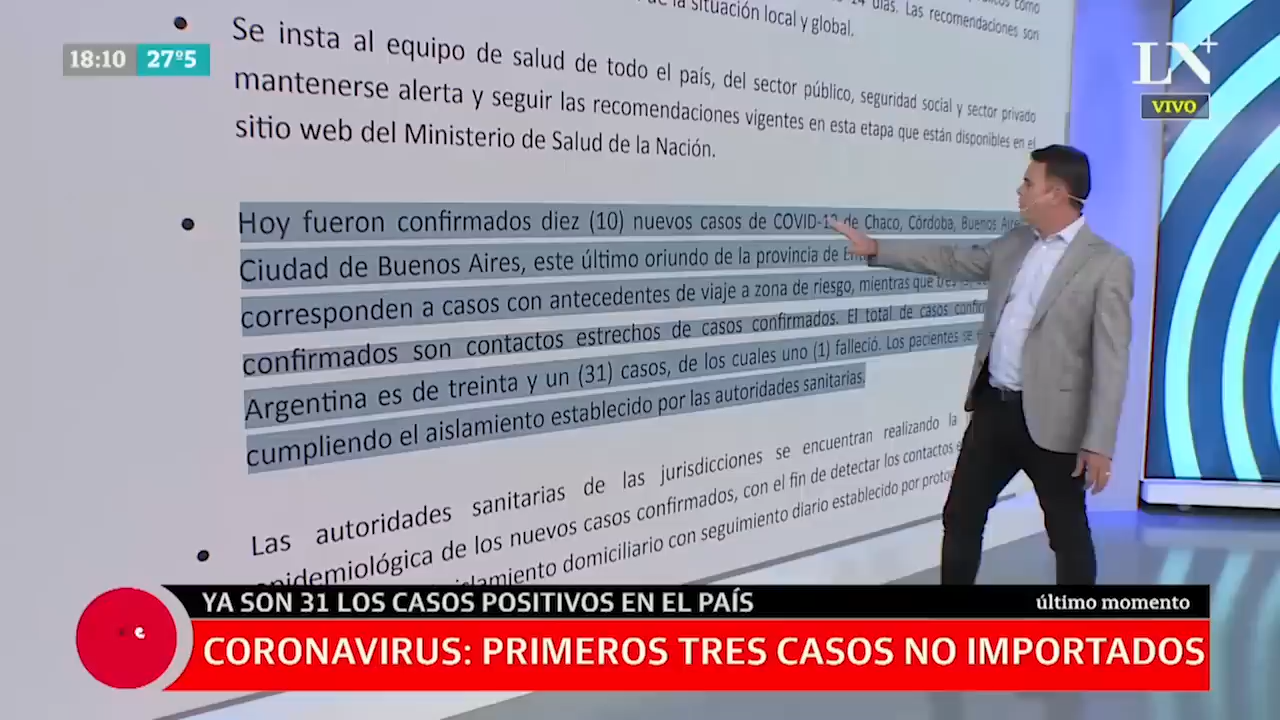 situación local y global.
días. Las recomendaciones son
Se insta al equipo de salud de todo el país, del sector público, seguridad social y sector privado
mantenerse alerta y seguir las recomendaciones vigentes en esta etapa que están disponibles en el
sitio web del Ministerio de Salud de la Nación.
Hoy fueron confirmados diez (10) nuevos casos de COVID-1 de Chaco, Córdoba, Buenos
Ciudad de Buenos Aires, este último oriundo de la provincia de
corresponden a casos con antecedentes de viaje a zona de riesgo, mientras que
confirmados son contactos estrechos de casos confirmados. El total de casos
Argentina es de treinta y un (31) casos, de los cuales uno (1) falleció. Los pacientes se
cumpliendo el aislamiento establecido por las autoridades sanitarias.
Las autoridades sanitarias de las jurisdicciones se encuentran realizando la
epidemiológica de los nuevos casos confirmados, con el fin de detectar los contactos
domiciliario con seguimiento diario establecido por
18:10 27º5
LN+
VIVO
YA SON 31 LOS CASOS POSITIVOS EN EL PAÍS
último momento
CORONAVIRUS: PRIMEROS TRES CASOS NO IMPORTADOS